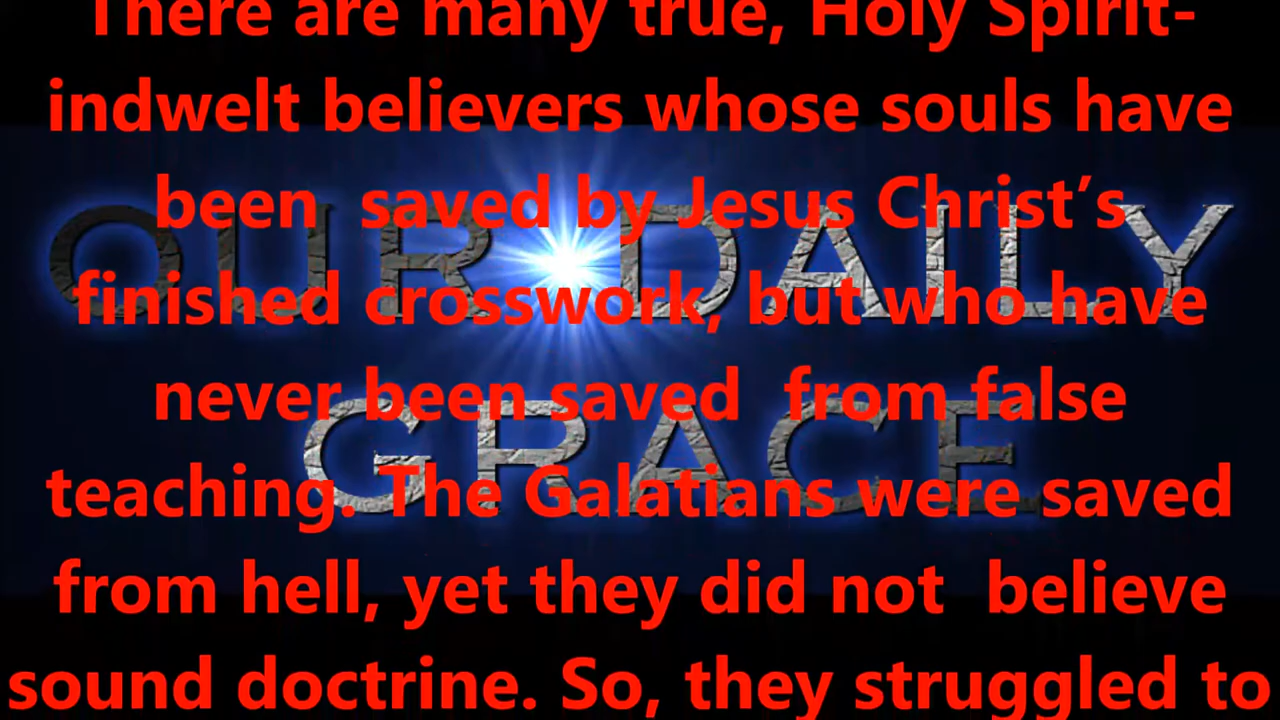 There are many true, Holy Spirit-
indwelt believers whose souls have
been  saved by Jesus Christ’s
finished crosswork, but who have
never been saved  from false
teaching. The Galatians were saved
from hell, yet they did not  believe
sound doctrine. So, they struggled to
OUR DAILY
GRACE